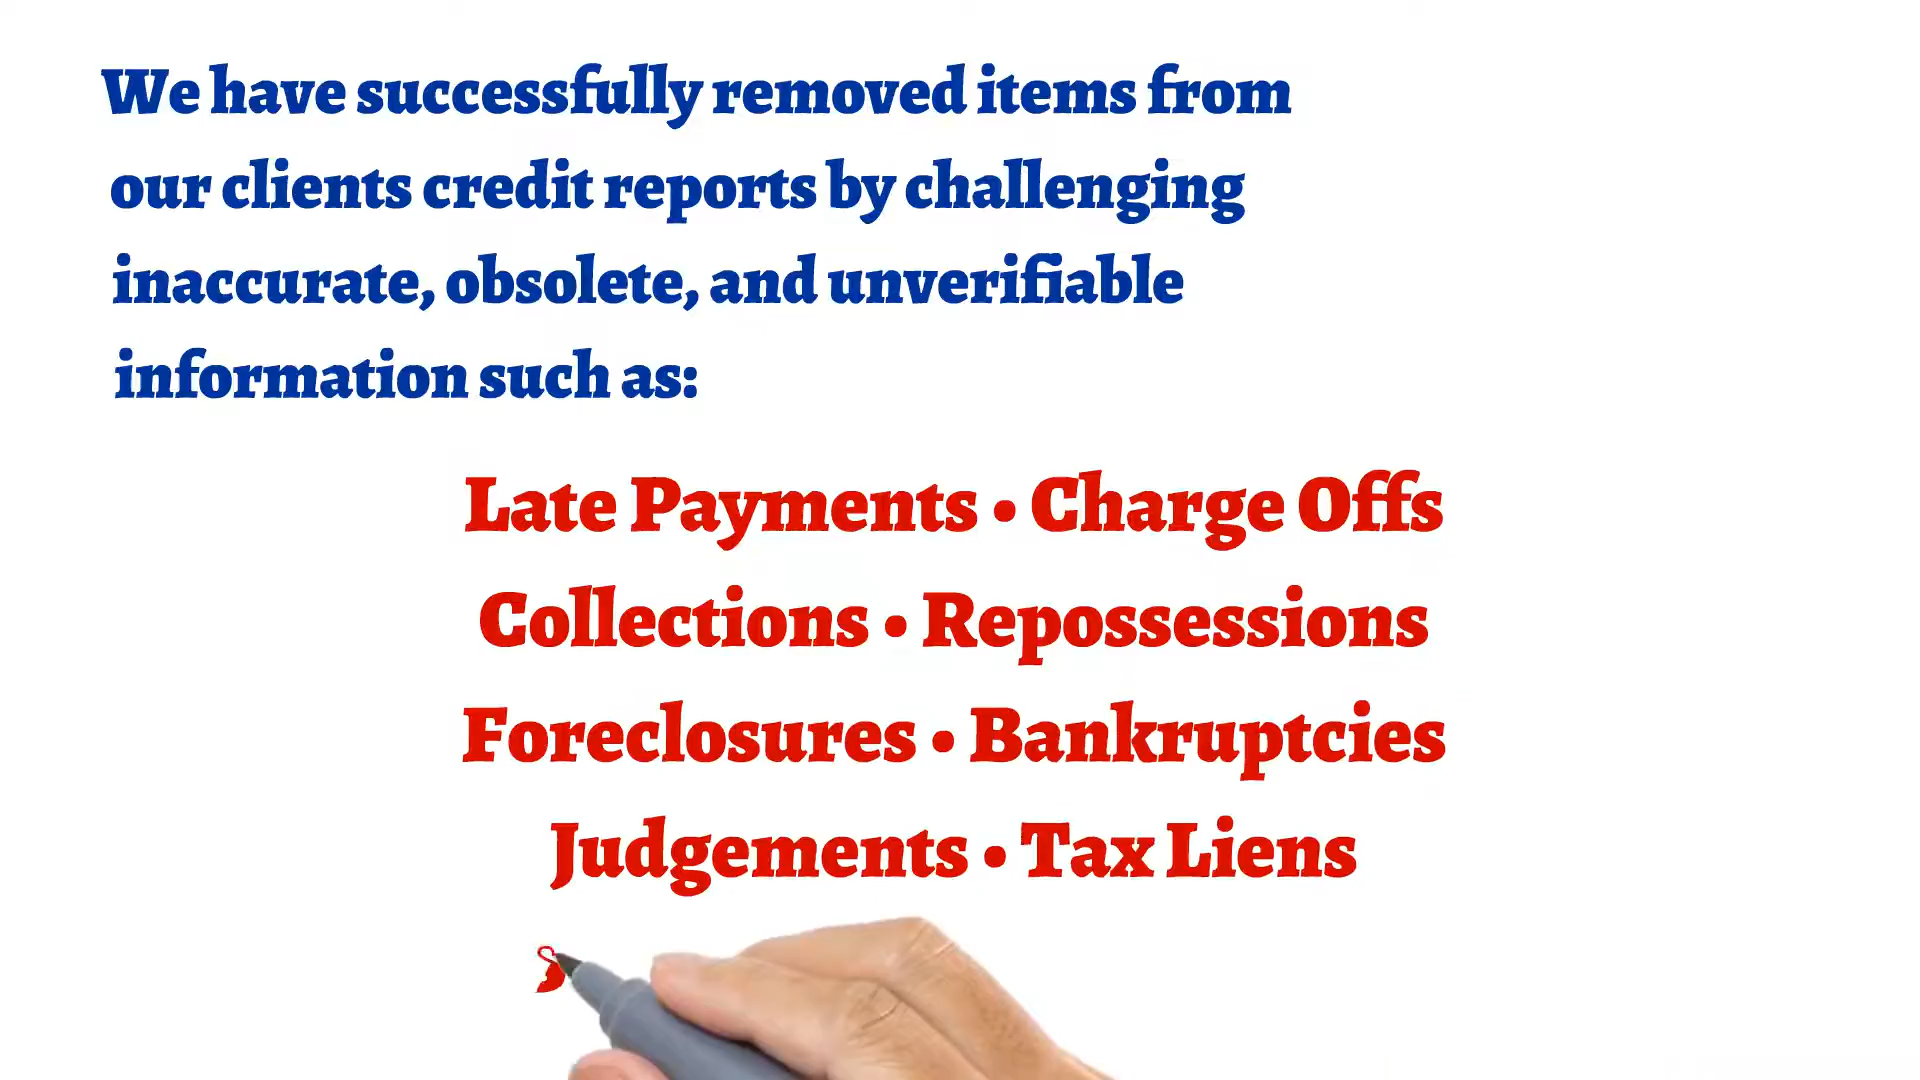 We have successfully removed items from
our clients credit reports by challenging
inaccurate, obsolete, and unverifiable
information such as:
Late Payments • Charge Offs
Collections • Repossessions
Foreclosures • Bankruptcies
Judgements • Tax Liens